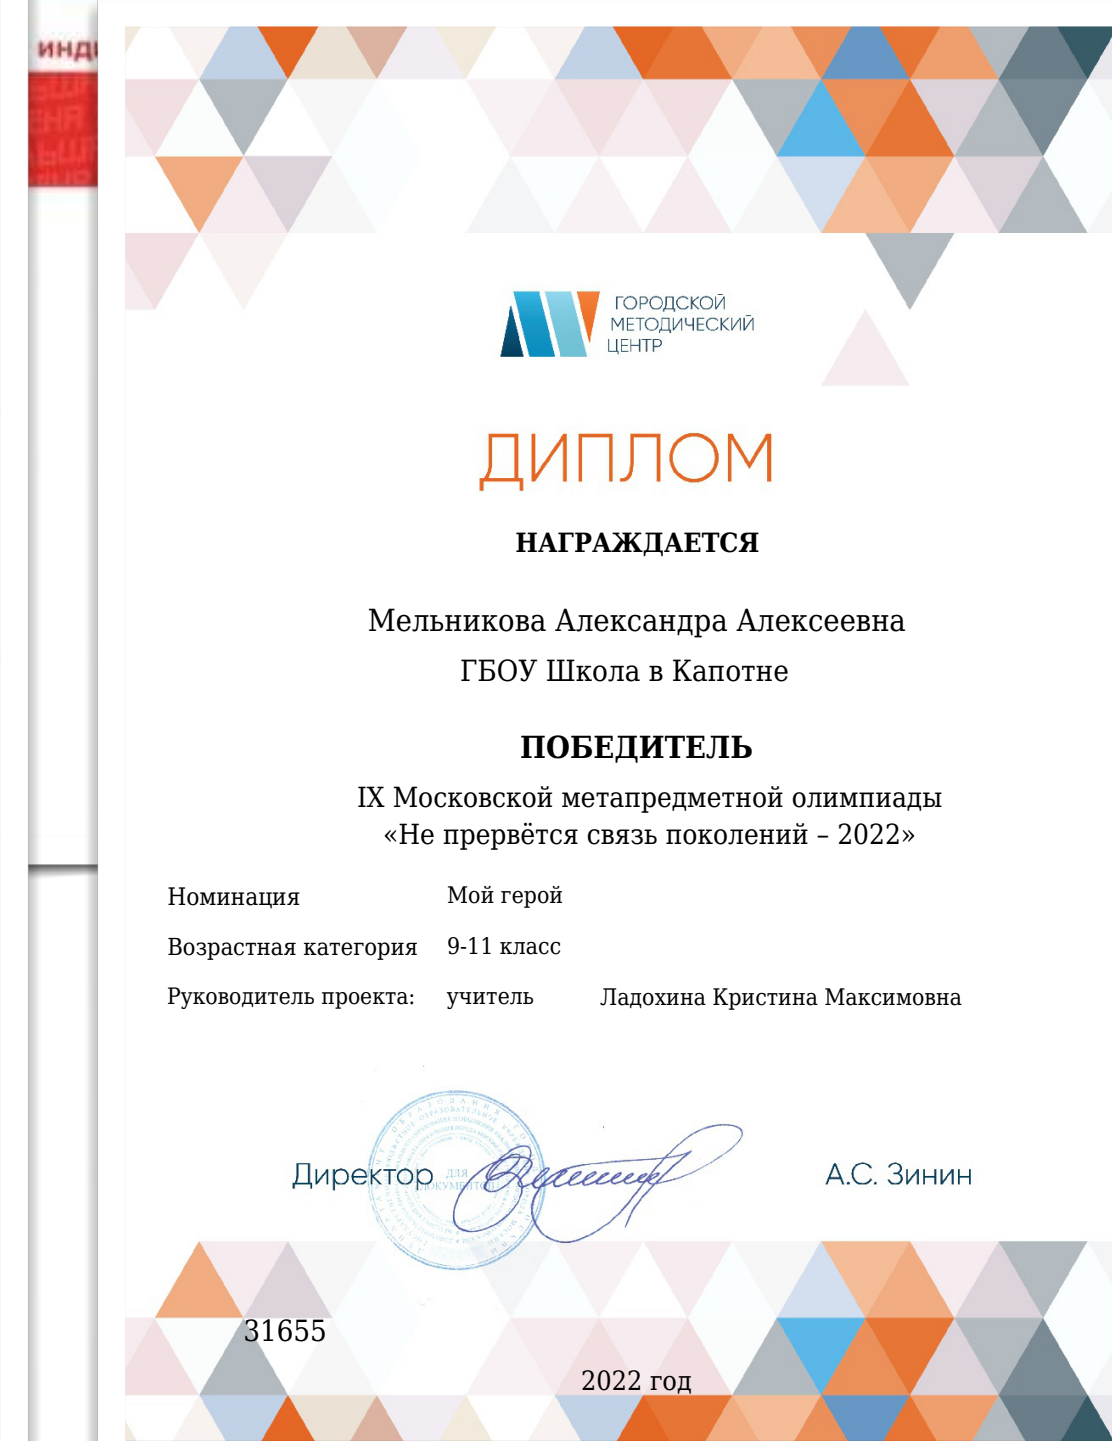 ГОРОДСКОЙ
МЕТОДИЧЕСКИЙ
ЦЕНТР
ДИПЛОМ
НАГРАЖДАЕТСЯ
Мельникова Александра Алексеевна
ГБОУ Школа в Капотне
ПОБЕДИТЕЛЬ
IX Московской метапредметной олимпиады
«Не прервётся связь поколений – 2022»
Номинация Мой герой
Возрастная категория 9-11 класс
Руководитель проекта: учитель Ладохина Кристина Максимовна
Директор А.С. Зинин
ДЛЯ
ДОКУМЕНТОВ
31655
2022 год